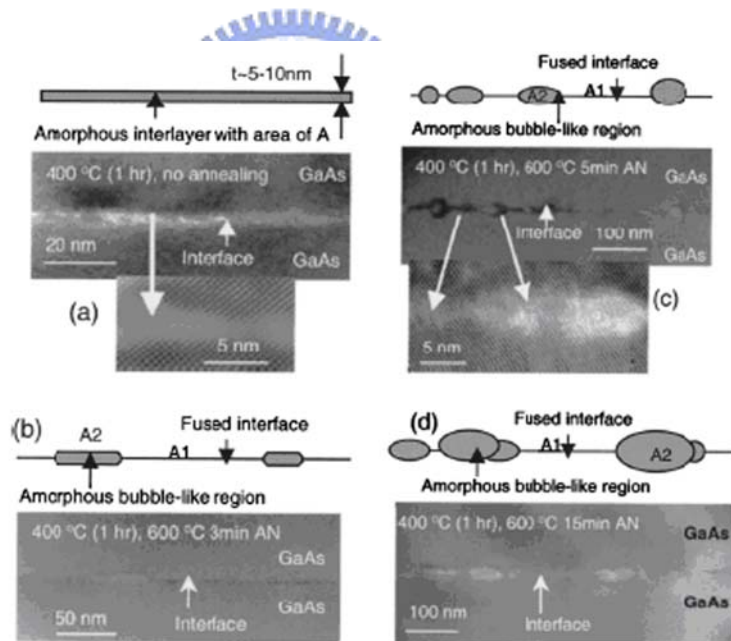 t~5-10nm
Amorphous interlayer with area of A
400 °C (1 hr), no annealing
GaAs
20 nm
Interface
GaAs
(a)
5 nm
Fused interface
A2
A1
Amorphous bubble-like region
400 °C (1 hr), 600 °C 5min AN
GaAs
Interface
100 nm
GaAs
(c)
5 nm
(b)
A2
Fused interface
A1
Amorphous bubble-like region
400 °C (1 hr), 600 °C 3min AN
GaAs
GaAs
50 nm
Interface
(d)
Fused interface
A1
A2
Amorphous bubble-like region
400 °C (1 hr), 600 °C 15min AN
GaAs
100 nm
Interface
GaAs